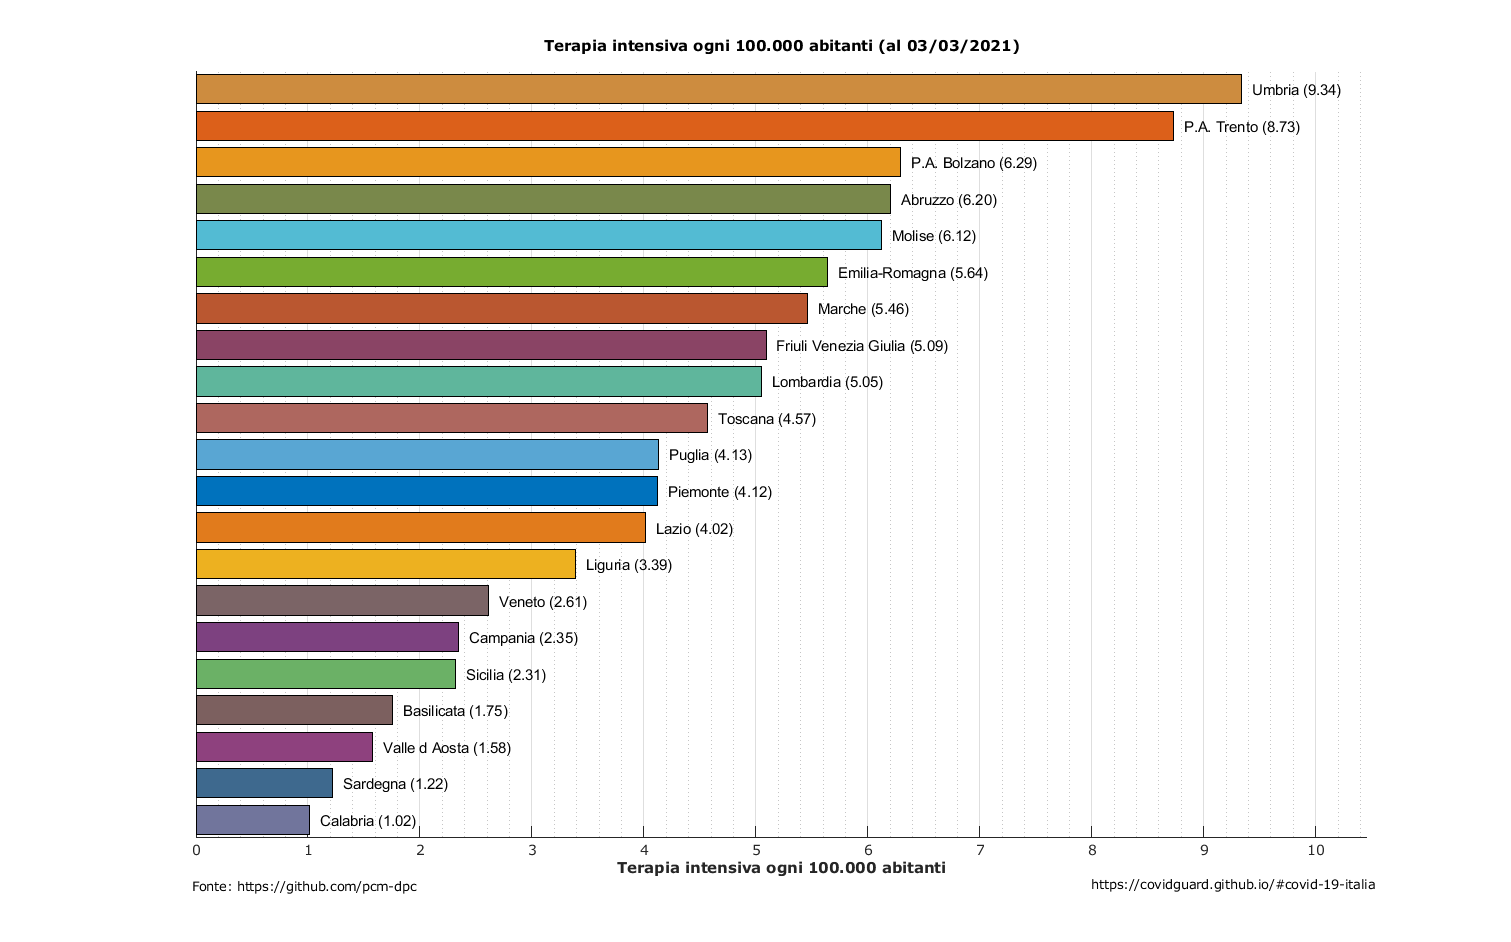 Terapia intensiva ogni 100.000 abitanti (al 03/03/2021)
Umbria (9.34)
P.A. Trento (8.73)
P.A. Bolzano (6.29)
Abruzzo (6.20)
Molise (6.12)
Emilia-Romagna (5.64)
Marche (5.46)
Friuli Venezia Giulia (5.09)
Lombardia (5.05)
Toscana (4.57)
Puglia (4.13)
Piemonte (4.12)
Lazio (4.02)
Liguria (3.39)
Veneto (2.61)
Campania (2.35)
Sicilia (2.31)
Basilicata (1.75)
Valle d Aosta (1.58)
Sardegna (1.22)
Calabria (1.02)
0 1 2 3 4 5 6 7 8 9 10
Terapia intensiva ogni 100.000 abitanti
Fonte: https://github.com/pcm-dpc
https://covidguard.github.io/#covid-19-italia